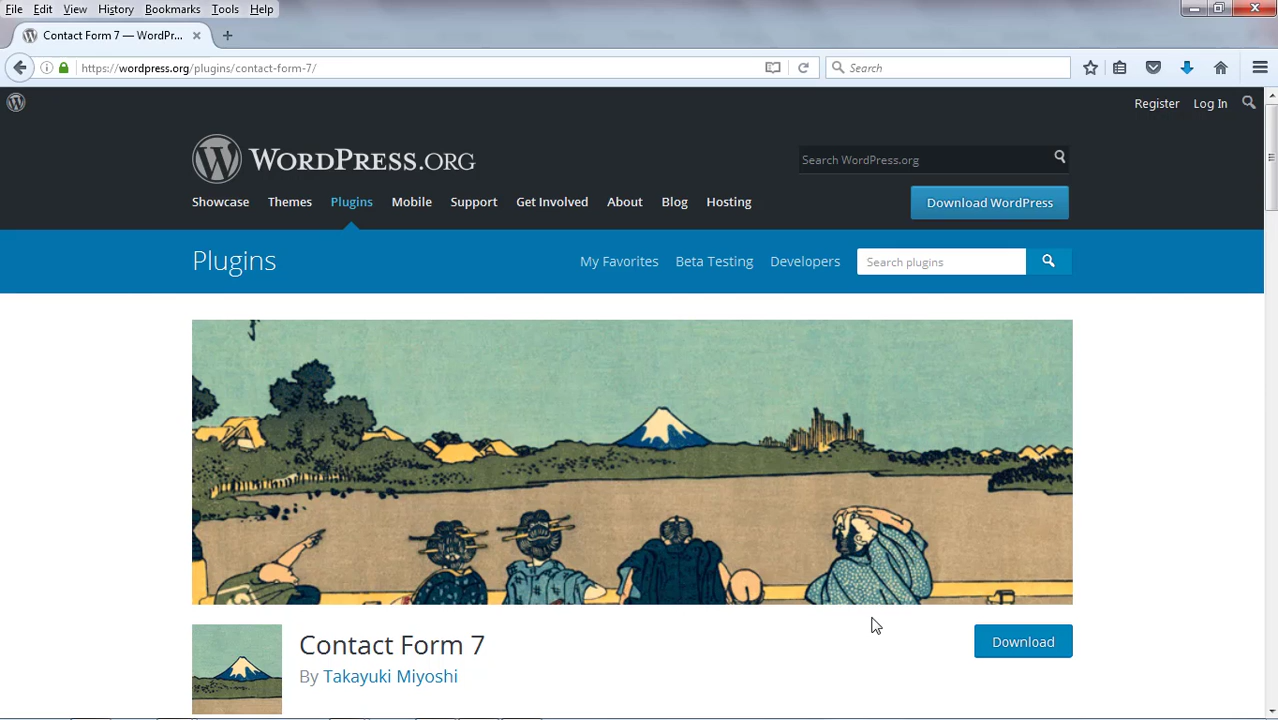 File Edit View History Bookmarks Tools Help
Contact Form 7 — WordPr...
https://wordpress.org/plugins/contact-form-7/
Search
Register Log In
WORDPRESS.ORG
Search WordPress.org
Showcase Themes Plugins Mobile Support Get Involved About Blog Hosting
Download WordPress
Plugins
My Favorites Beta Testing Developers
Search plugins
Contact Form 7
Download
By Takayuki Miyoshi